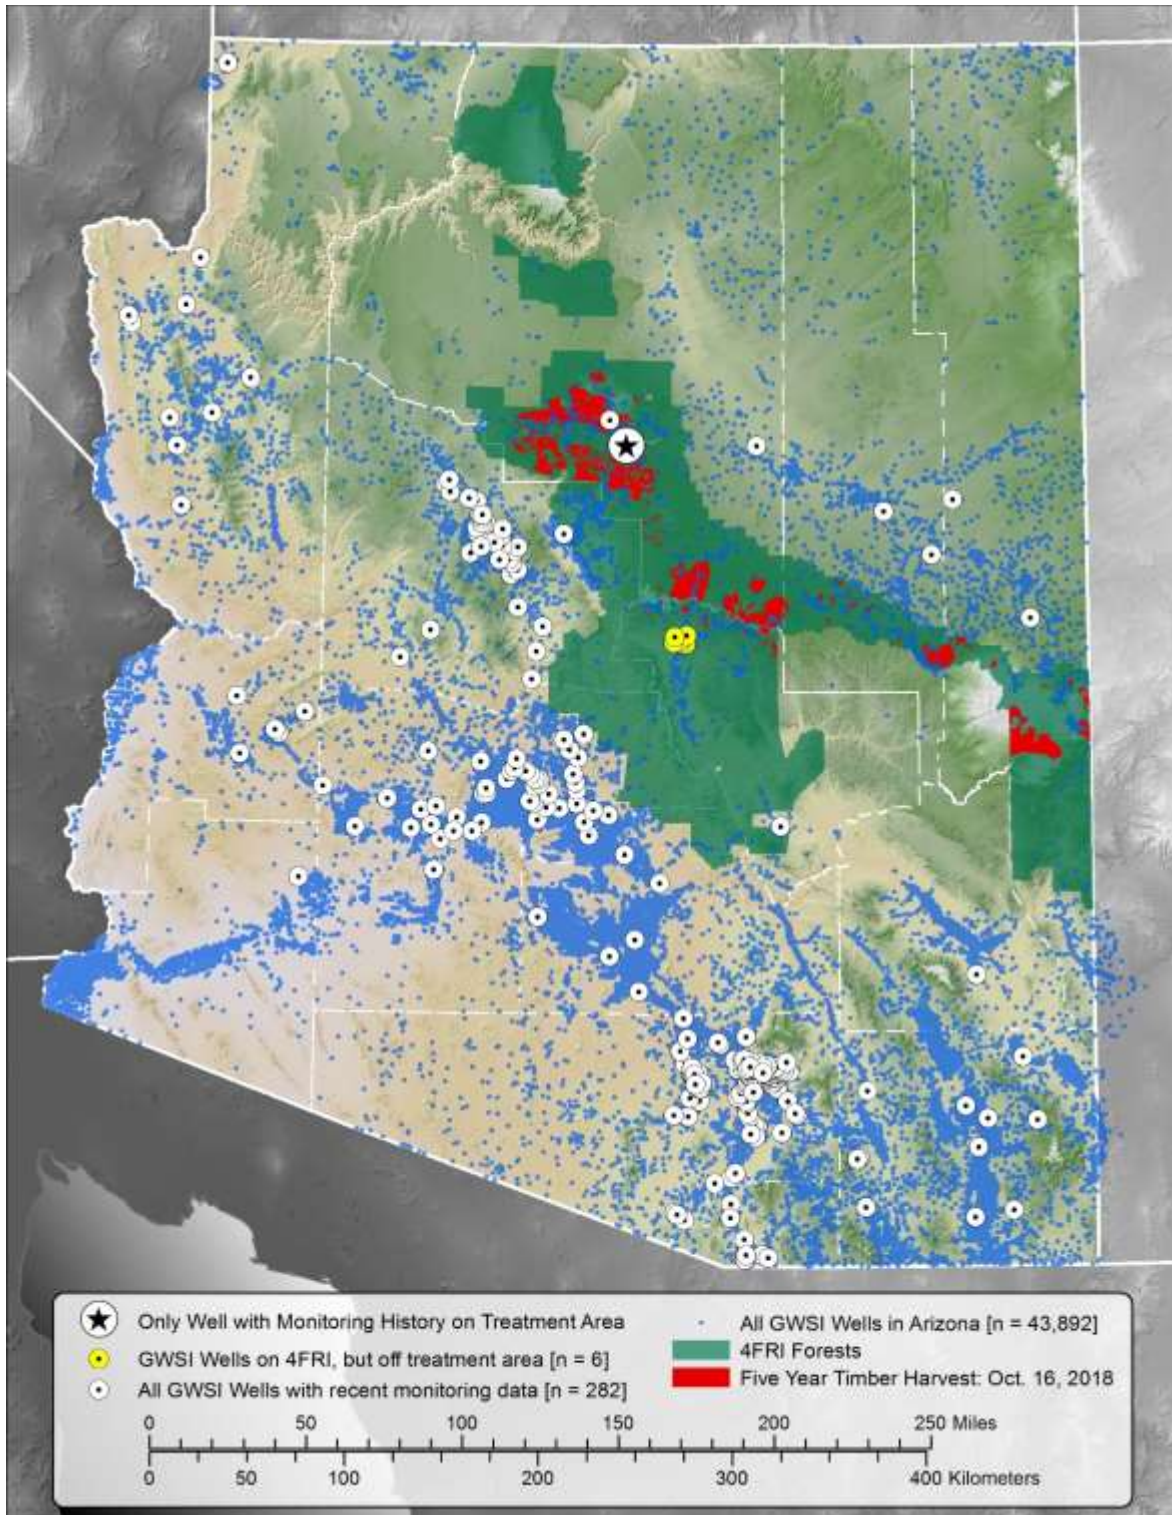 Only Well with Monitoring History on Treatment Area
GWSI Wells on 4FRI, but off treatment area [n = 6]
All GWSI Wells with recent monitoring data [n = 282]
All GWSI Wells in Arizona [n = 43,892]
4FRI Forests
Five Year Timber Harvest: Oct. 16, 2018
0 50 100 150 200 250 Miles
0 50 100 200 300 400 Kilometers